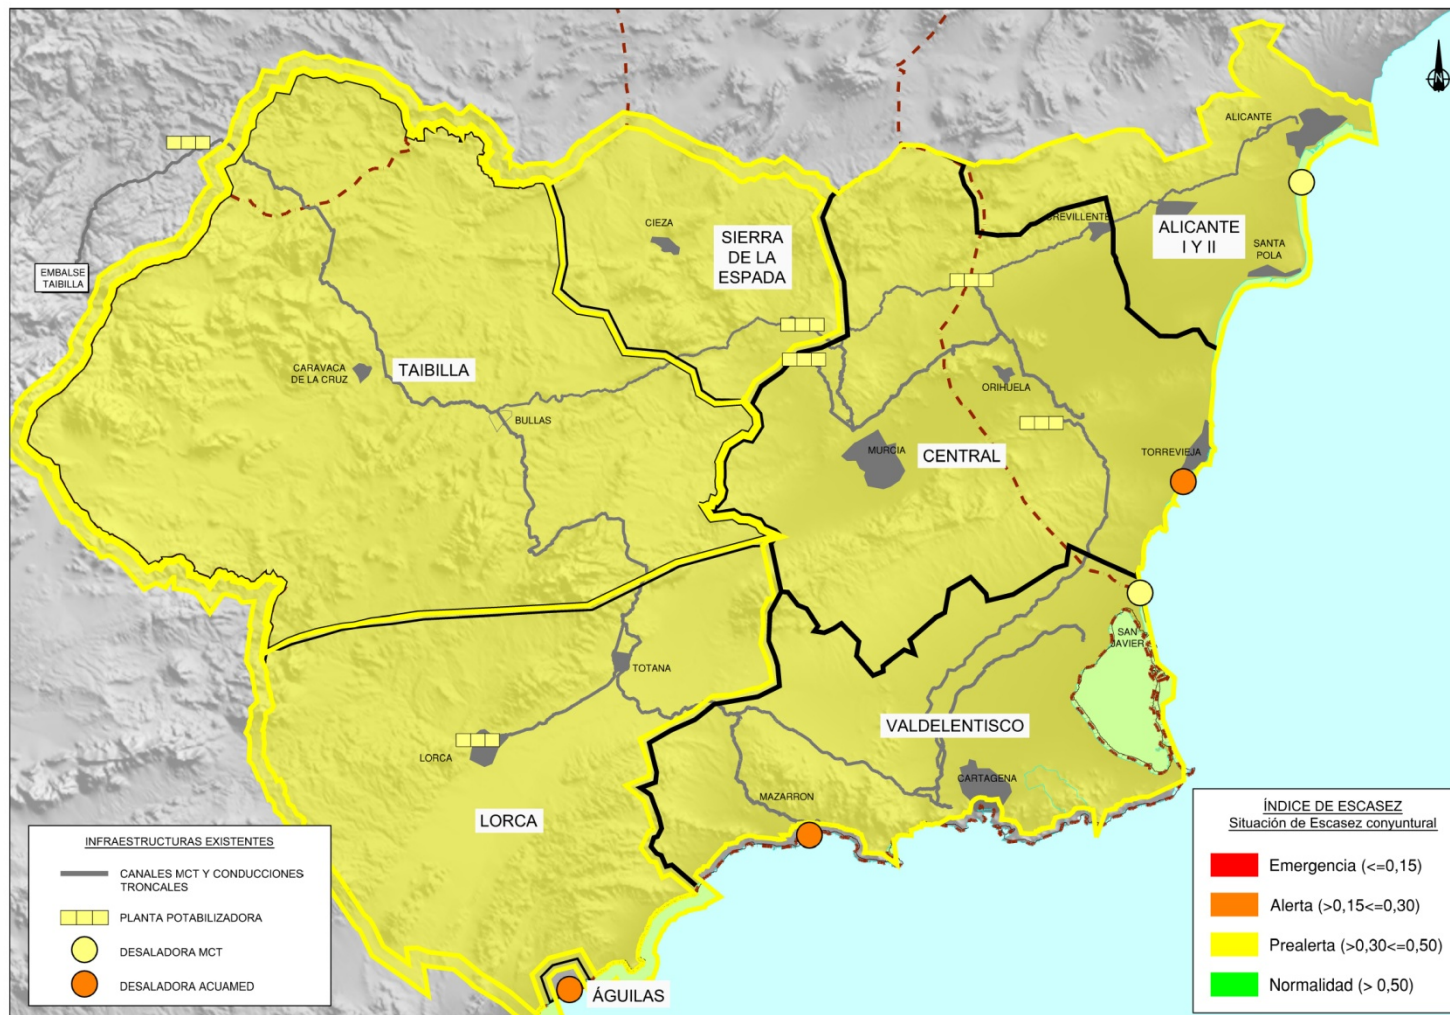 N
ALICANTE
CIEZA
SIERRA
DE LA
ESPADA
CREVILLENTE
ALICANTE
I Y II
SANTA
POLA
EMBALSE
TAIBILLA
CARAVACA
DE LA CRUZ
TAIBILLA
ORIHUELA
BULLAS
MURCIA
CENTRAL
TORREVIEJA
SAN
JAVIER
TOTANA
VALDELENTISCO
LORCA
CARTAGENA
MAZARRON
LORCA
ÁGUILAS
INFRAESTRUCTURAS EXISTENTES
CANALES MCT Y CONDUCCIONES
TRONCALES
PLANTA POTABILIZADORA
DESALADORA MCT
DESALADORA ACUAMED
ÍNDICE DE ESCASEZ
Situación de Escasez conyuntural
Emergencia (<=0,15)
Alerta (>0,15<=0,30)
Prealerta (>0,30<=0,50)
Normalidad (> 0,50)